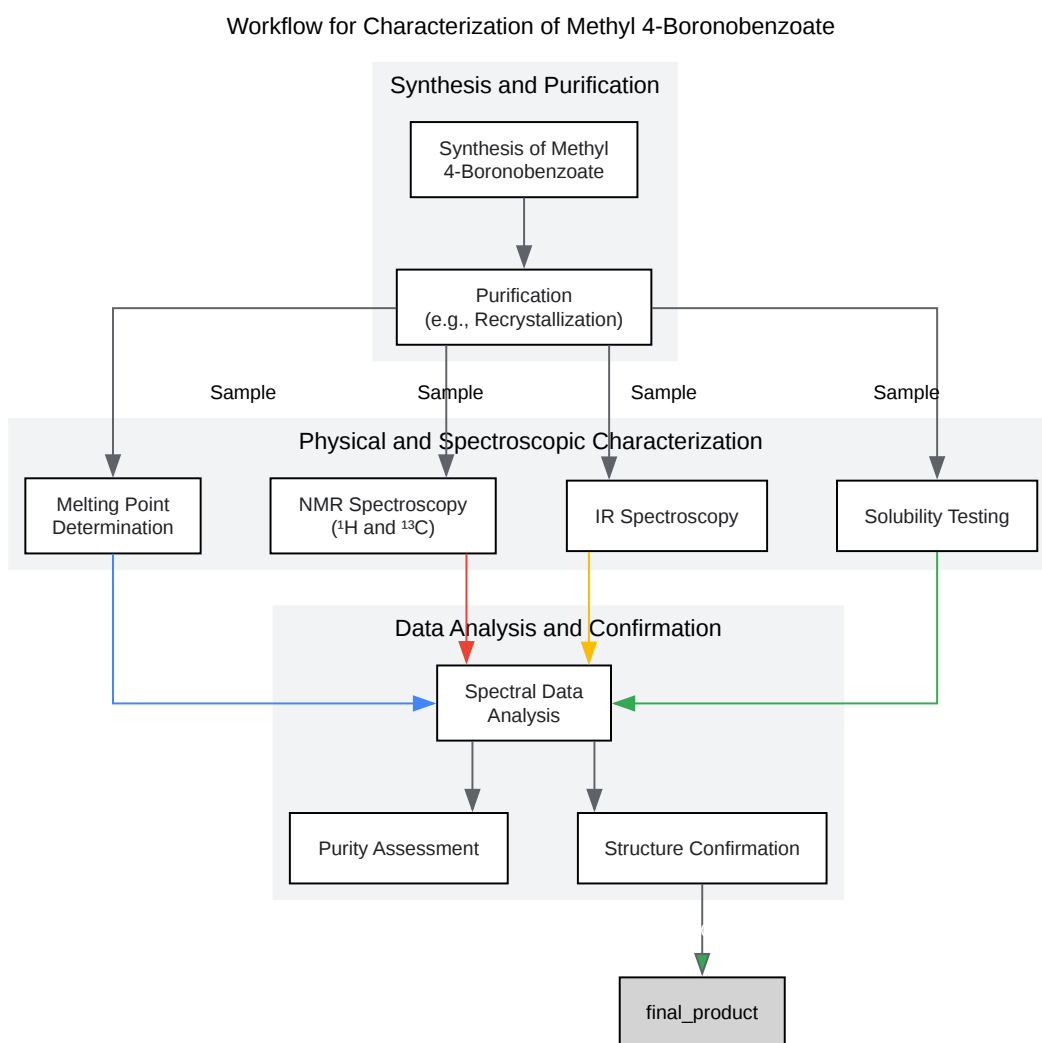 Workflow for Characterization of Methyl 4-Boronobenzoate
Synthesis and Purification
Synthesis of Methyl
4-Boronobenzoate
Purification
(e.g., Recrystallization)
Sample
Sample
Sample
Sample
Physical and Spectroscopic Characterization
Melting Point
Determination
NMR Spectroscopy
(¹H and ¹³C)
IR Spectroscopy
Solubility Testing
Data Analysis and Confirmation
Spectral Data
Analysis
Purity Assessment
Structure Confirmation
final_product